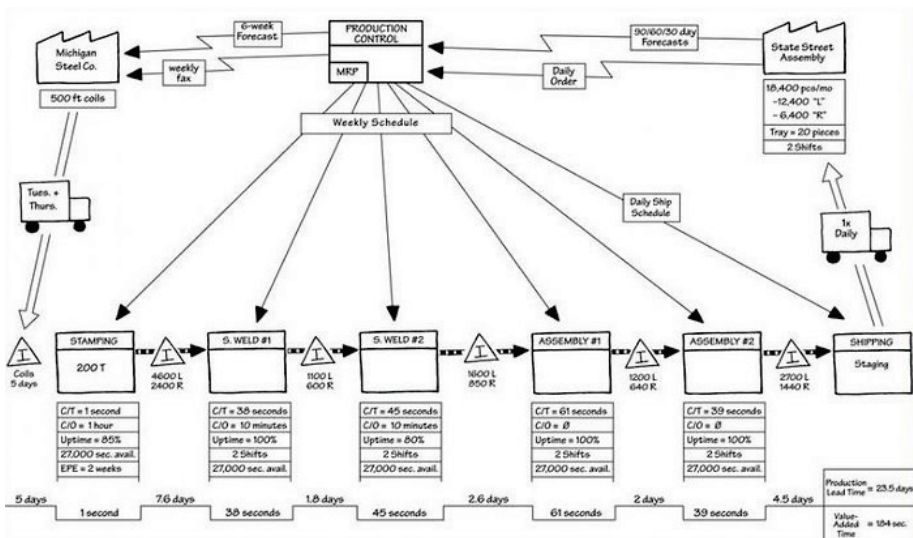 Michigan
Steel Co.
500 ft coils
6-week
Forecast
weekly
fax
PRODUCTION
CONTROL
MRP
90/60/30 day
Forecasts
Daily
Order
State Street
Assembly
18,400 pcs/mo
-12,400 "L"
- 6,400 "R"
Tray = 20 pieces
2 Shifts
Weekly Schedule
Tues. +
Thurs.
Daily Ship
Schedule
1x
Daily
I
Coils
5 days
STAMPING
200 T
C/T = 1 second
C/O = 1 hour
Uptime = 85%
27,000 sec. avail.
EPE = 2 weeks
I
4600 L
2400 R
S. WELD #1
C/T = 38 seconds
C/O = 10 minutes
Uptime = 100%
2 Shifts
27,000 sec. avail.
I
1100 L
600 R
S. WELD #2
C/T = 45 seconds
C/O = 10 minutes
Uptime = 80%
2 Shifts
27,000 sec. avail.
I
1600 L
850 R
ASSEMBLY #1
C/T = 61 seconds
C/O = Ø
Uptime = 100%
2 Shifts
27,000 sec. avail.
I
1200 L
640 R
ASSEMBLY #2
C/T = 39 seconds
C/O = Ø
Uptime = 100%
2 Shifts
27,000 sec. avail.
I
2700 L
1440 R
SHIPPING
Staging
5 days
1 second
7.6 days
38 seconds
1.8 days
45 seconds
2.6 days
61 seconds
2 days
39 seconds
4.5 days
Production
Lead Time = 23.5 days
Value-
Added = 184 sec.
Time